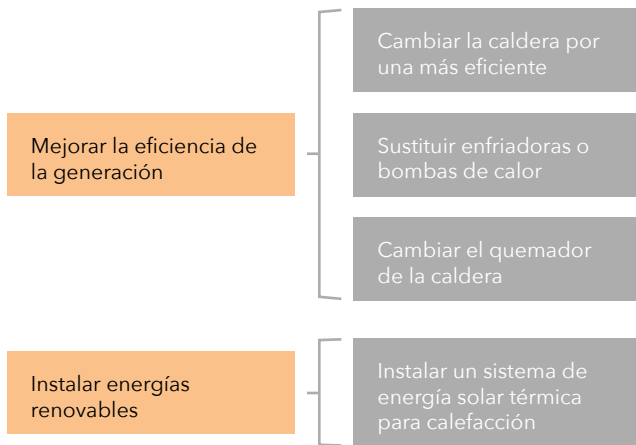 Mejorar la eficiencia de
la generación
Cambiar la caldera por
una más eficiente
Sustituir enfriadoras o
bombas de calor
Cambiar el quemador
de la caldera
Instalar energías
renovables
Instalar un sistema de
energía solar térmica
para calefacción